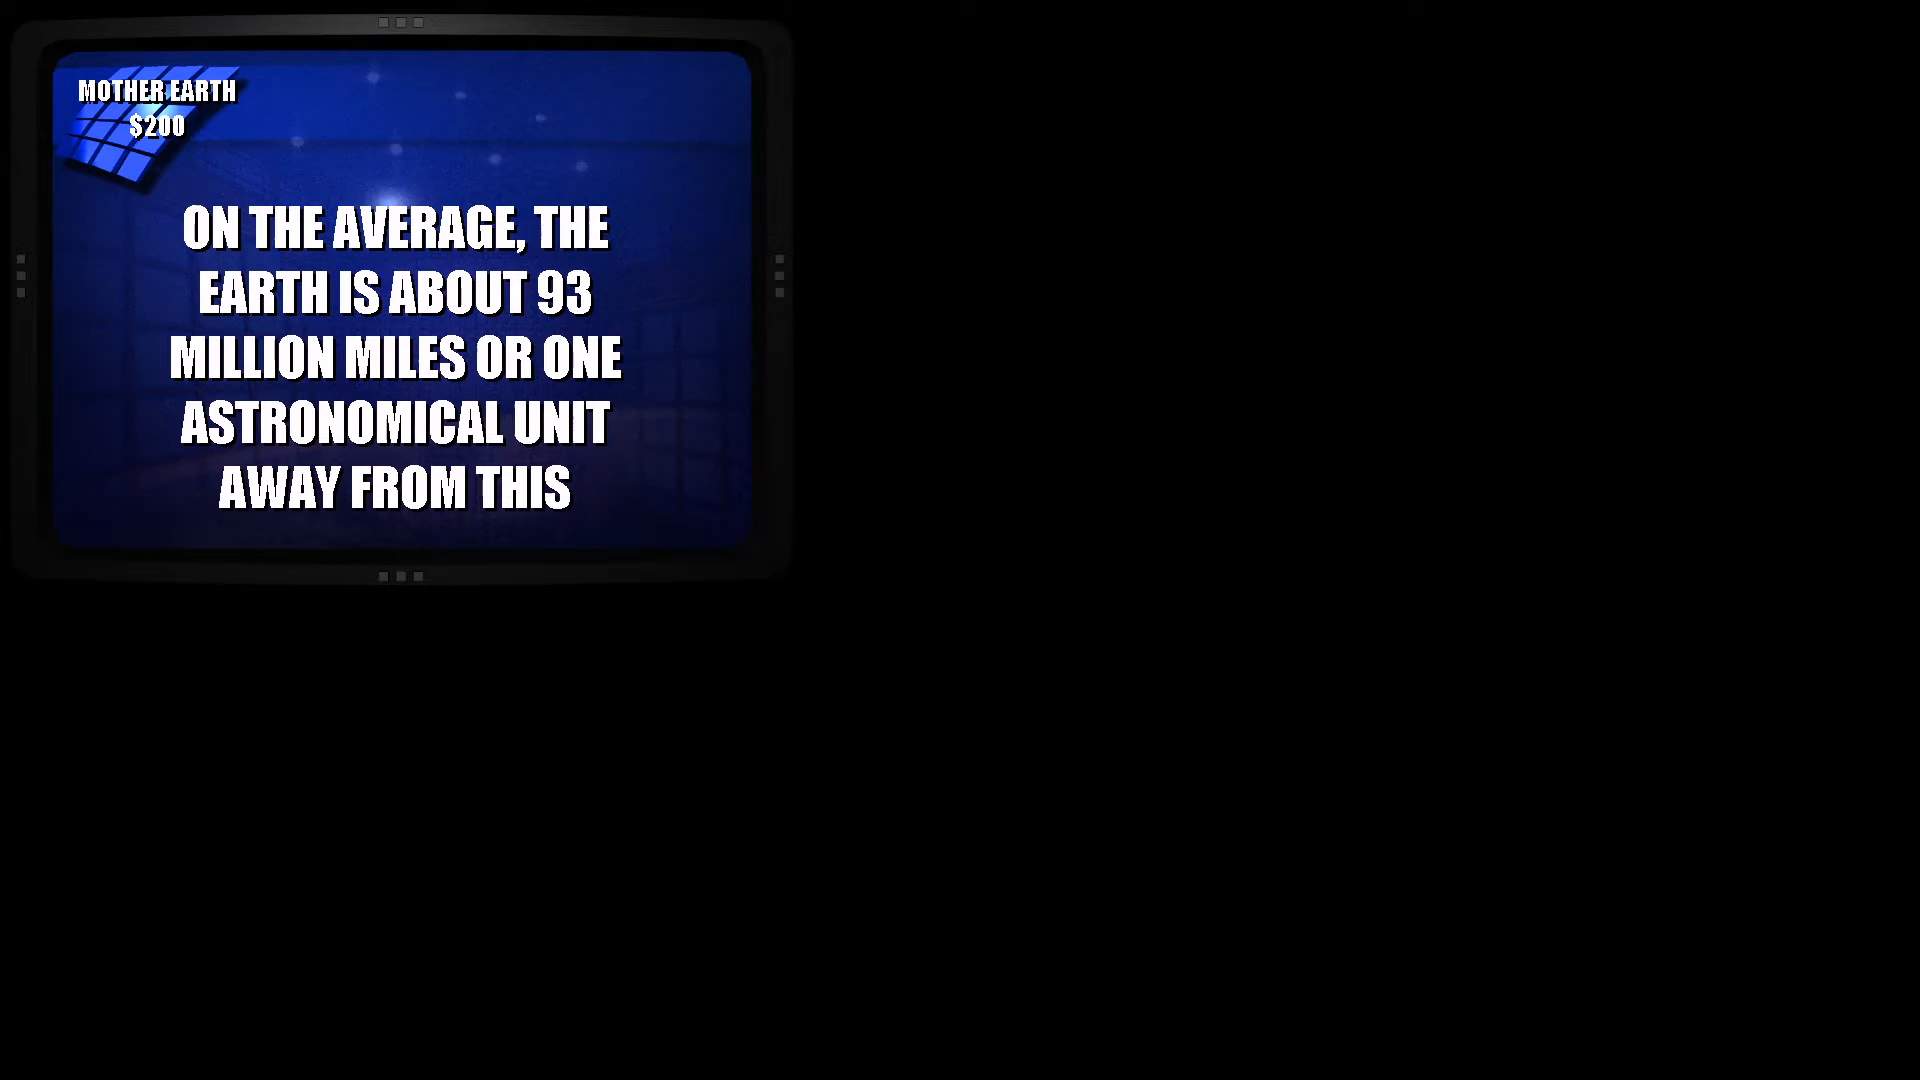 MOTHER EARTH
$200
ON THE AVERAGE, THE
EARTH IS ABOUT 93
MILLION MILES OR ONE
ASTRONOMICAL UNIT
AWAY FROM THIS